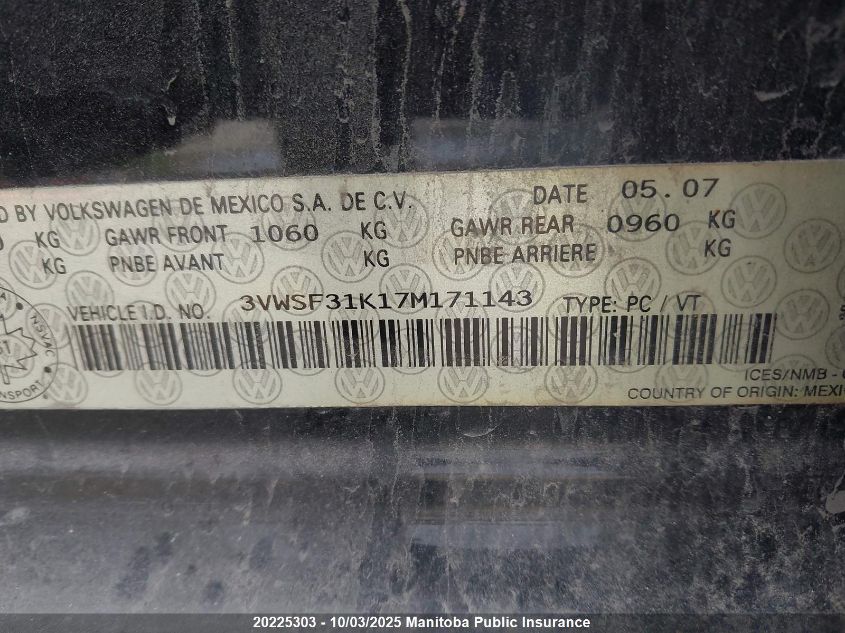 D BY VOLKSWAGEN DE MEXICO S.A. DE C.V. DATE 05.07
0 KG GAWR FRONT 1060 KG GAWR REAR 0960 KG
KG PNBE AVANT KG PNBE ARRIERE KG
VEHICLE I.D. NO. 3VWSF31K17M171143 TYPE: PC / VT
NSVAC
ICES/NMB -
COUNTRY OF ORIGIN: MEXI
20225303 - 10/03/2025 - Manitoba Public Insurance